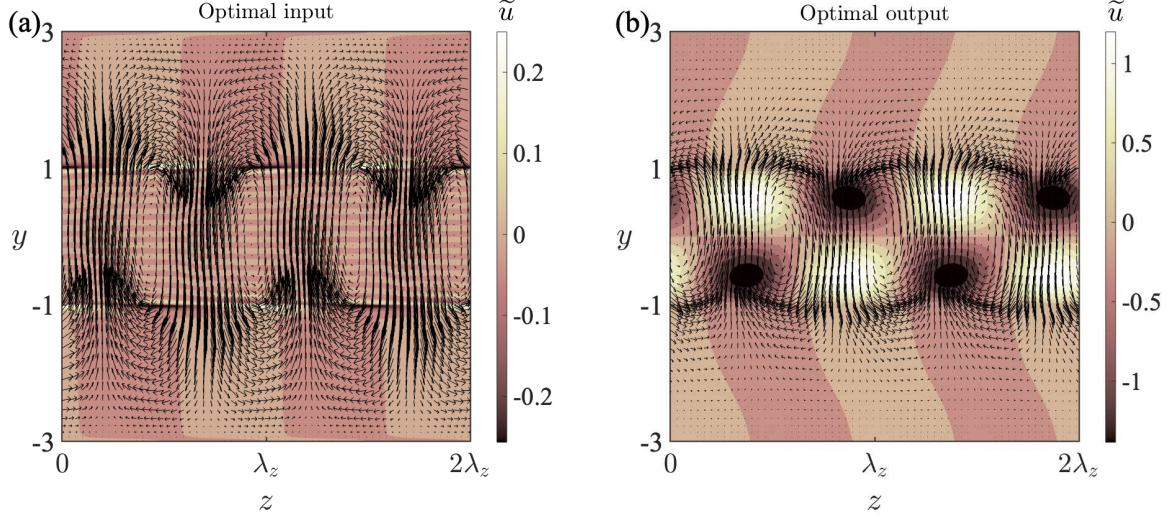 (a) Optimal input ũ
3
1
y
-1
-3
0 λz 2λz
z
0.2
0.1
0
-0.1
-0.2
(b) Optimal output ũ
3
1
y
-1
-3
0 λz 2λz
z
1
0.5
0
-0.5
-1